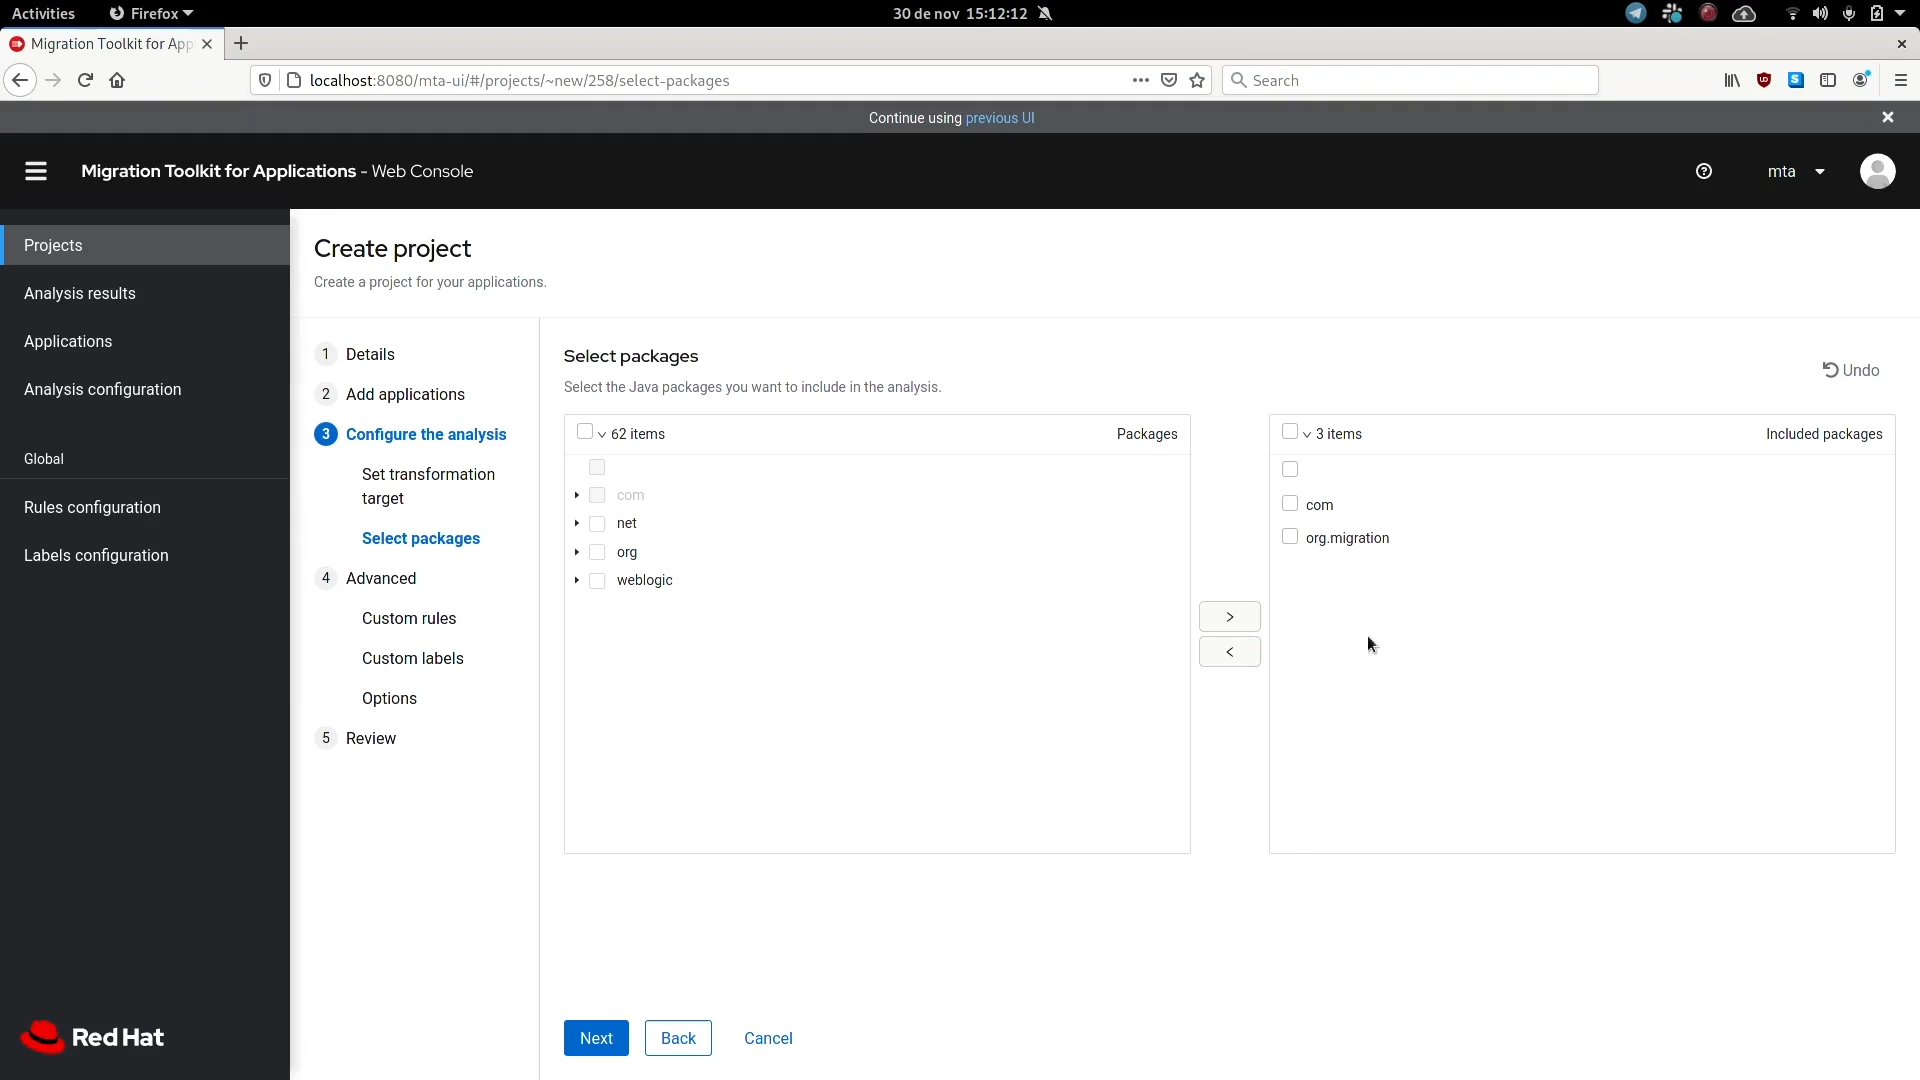 Activities
Firefox
30 de nov 15:12:12
Migration Toolkit for App
localhost:8080/mta-ui/#/projects/~new/258/select-packages
Search
Continue using previous UI
Migration Toolkit for Applications - Web Console
mta
Projects
Analysis results
Applications
Analysis configuration
Global
Rules configuration
Labels configuration
Red Hat
Create project
Create a project for your applications.
1 Details
2 Add applications
3 Configure the analysis
Set transformation
target
Select packages
4 Advanced
Custom rules
Custom labels
Options
5 Review
Select packages
Select the Java packages you want to include in the analysis.
Undo
62 items
Packages
com
net
org
weblogic
>
<
3 items
Included packages
com
org.migration
Next
Back
Cancel